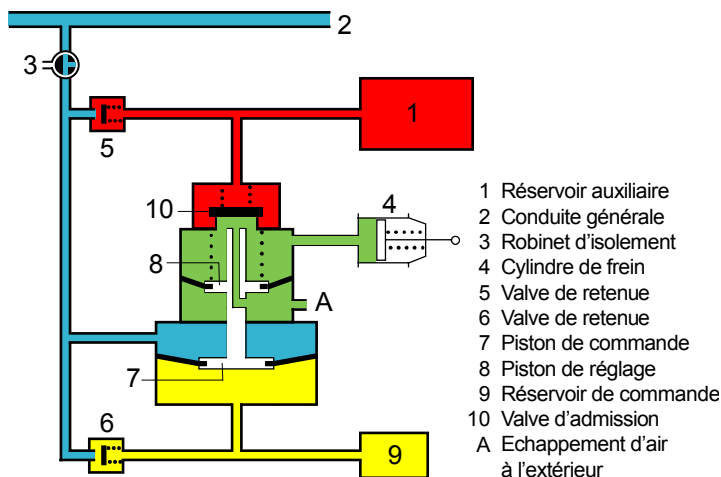 2
3
1
5
10
4
8
A
7
6
9
1 Réservoir auxiliaire
2 Conduite générale
3 Robinet d'isolement
4 Cylindre de frein
5 Valve de retenue
6 Valve de retenue
7 Piston de commande
8 Piston de réglage
9 Réservoir de commande
10 Valve d'admission
A Echappement d'air
à l'extérieur